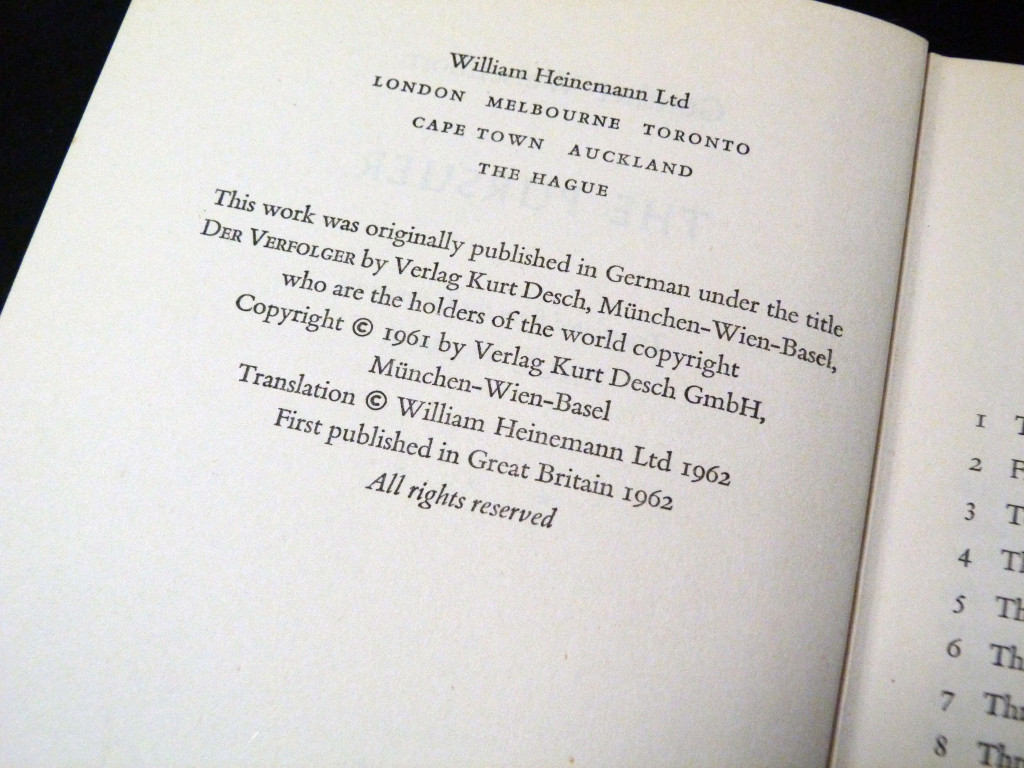 William Heinemann Ltd
LONDON MELBOURNE TORONTO
CAPE TOWN AUCKLAND
THE HAGUE
This work was originally published in German under the title
DER VERFOLGER by Verlag Kurt Desch, München-Wien-Basel,
who are the holders of the world copyright
Copyright © 1961 by Verlag Kurt Desch GmbH,
München-Wien-Basel
Translation © William Heinemann Ltd 1962
First published in Great Britain 1962
All rights reserved
1
2
3
4
5
6
7
8